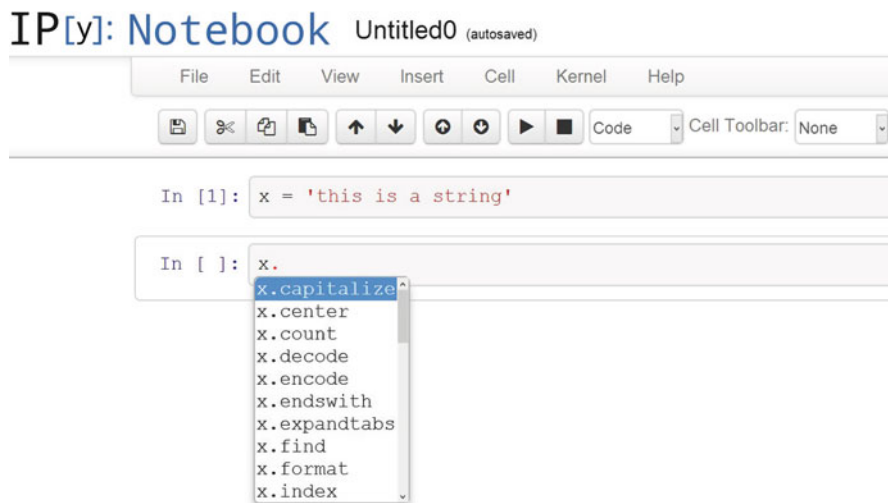 IP[y]: Notebook Untitled0 (autosaved)
File Edit View Insert Cell Kernel Help
Code Cell Toolbar: None
In [1]: x = 'this is a string'
In [ ]: x.
x.capitalize
x.center
x.count
x.decode
x.encode
x.endswith
x.expandtabs
x.find
x.format
x.index